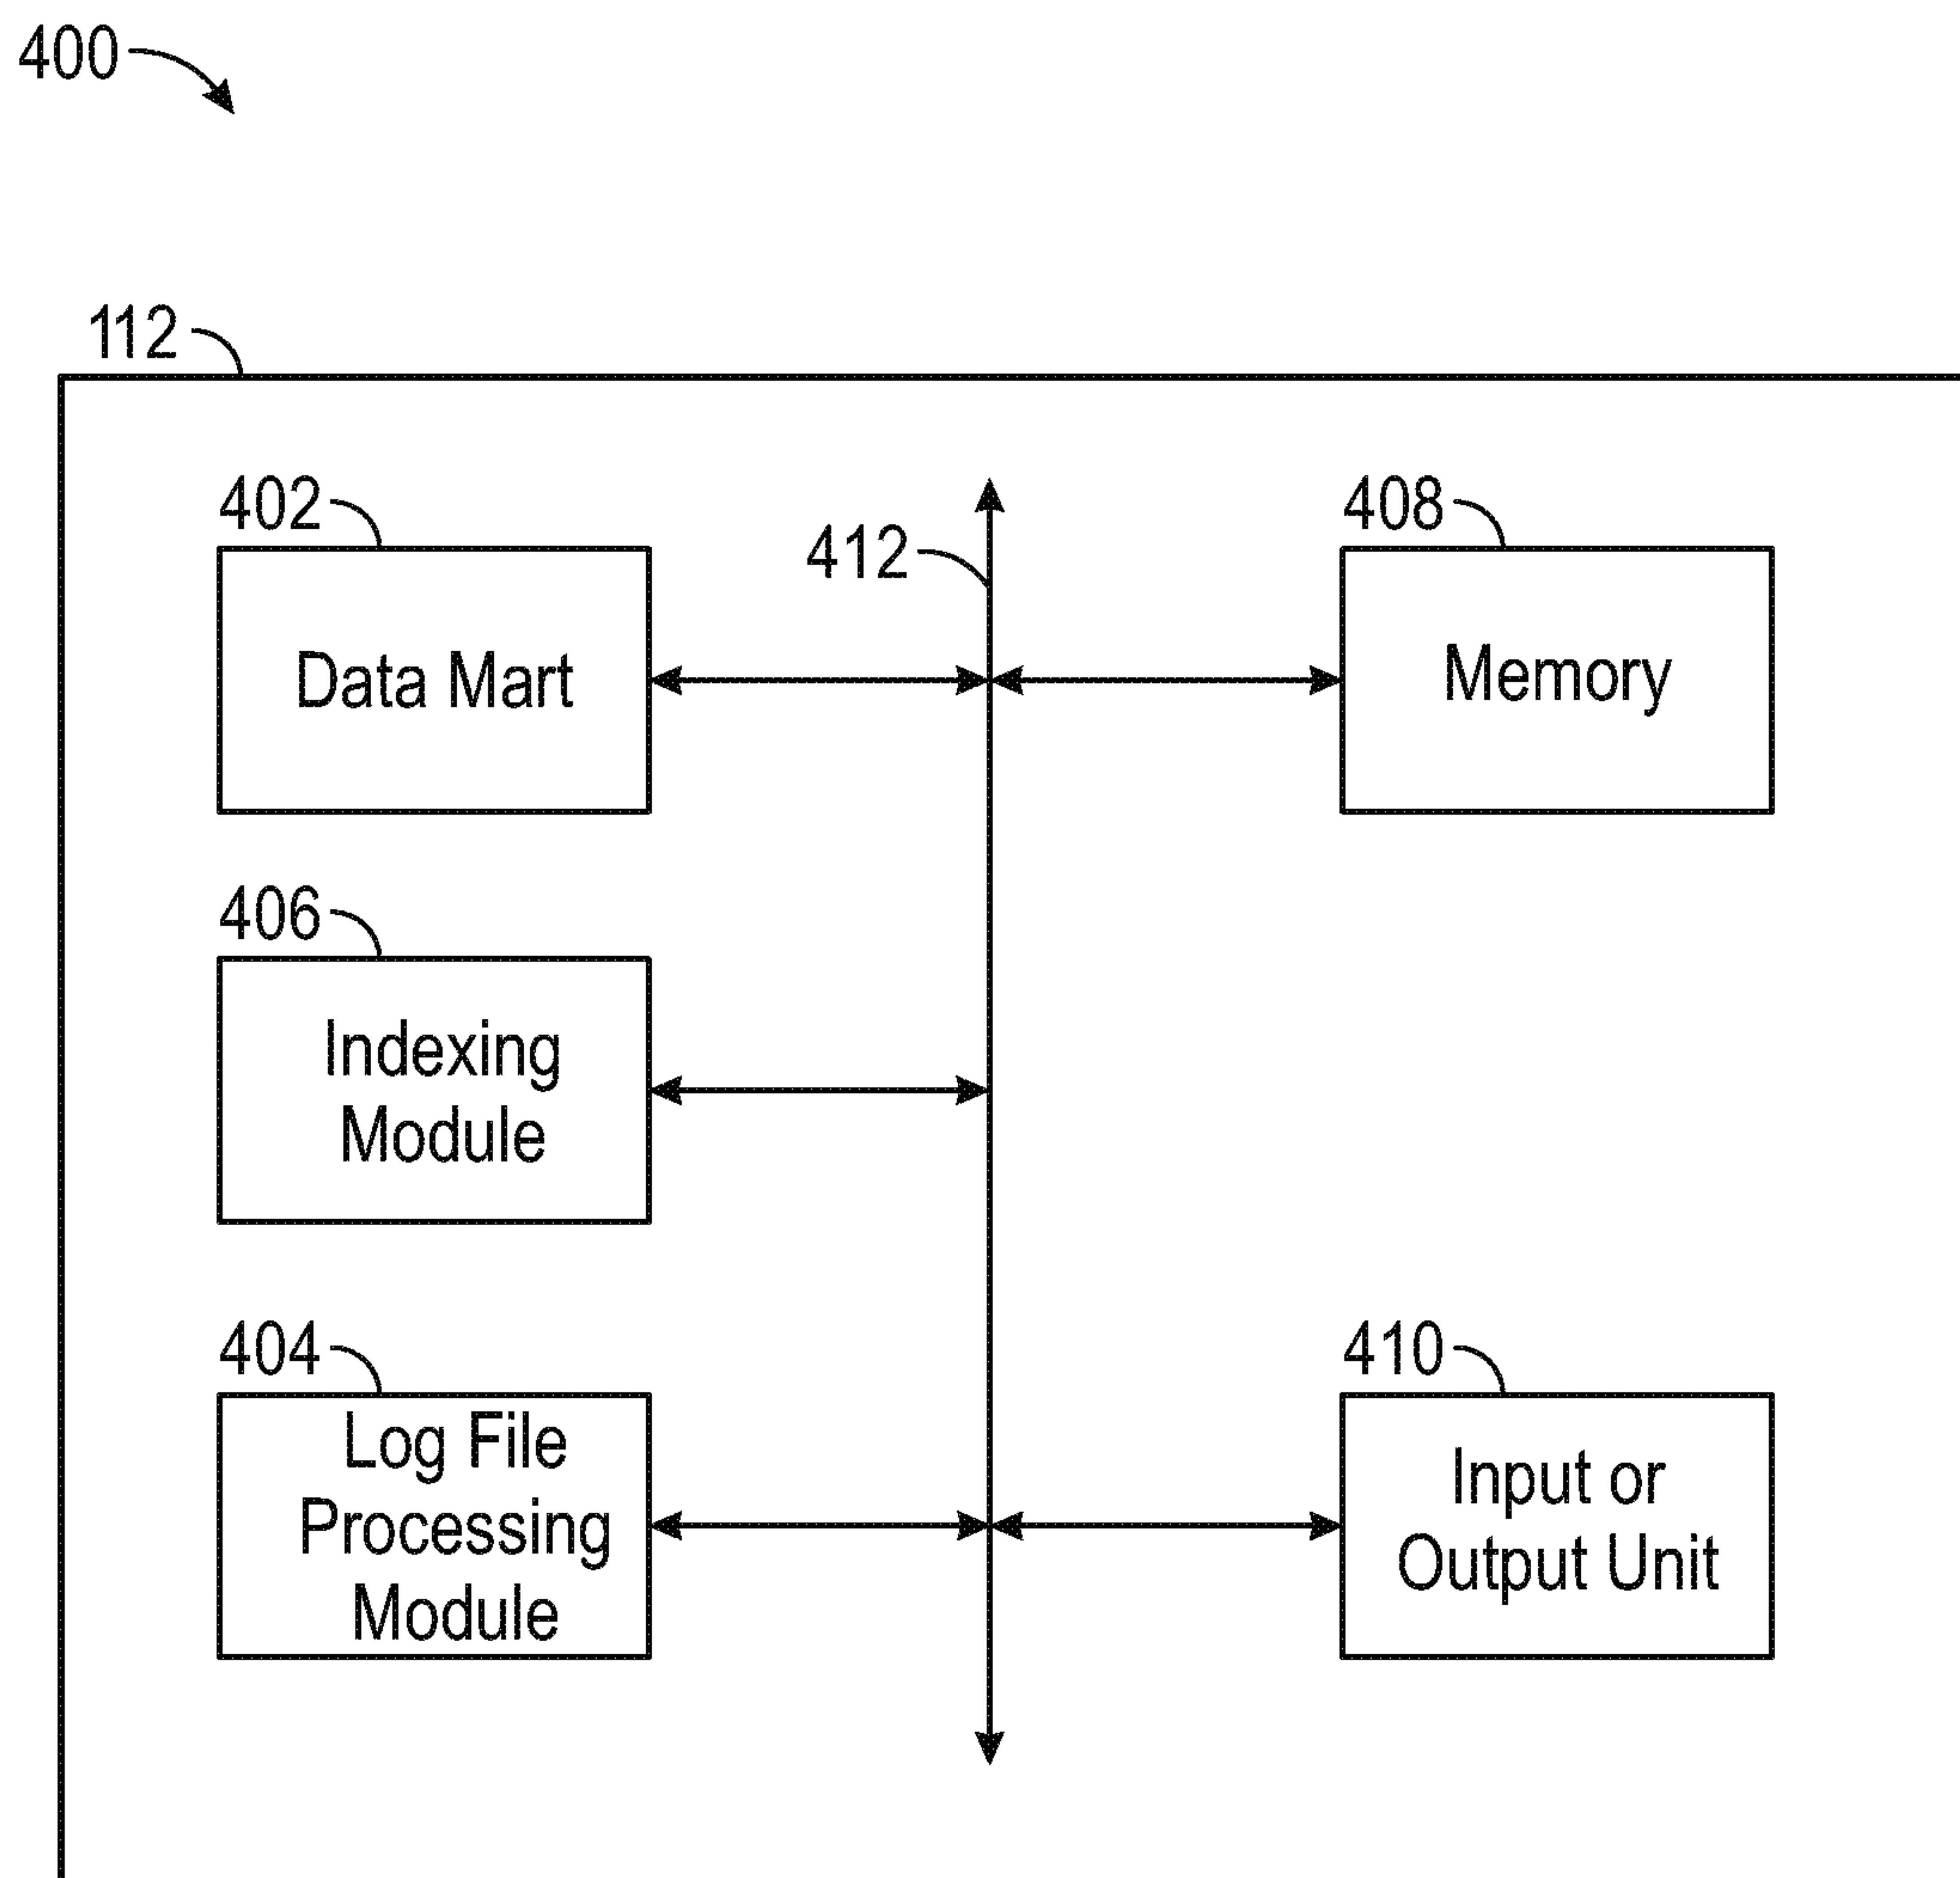 400
112
402
412
408
Data Mart
Memory
406
Indexing
Module
404
410
Log File
Processing
Module
Input or
Output Unit